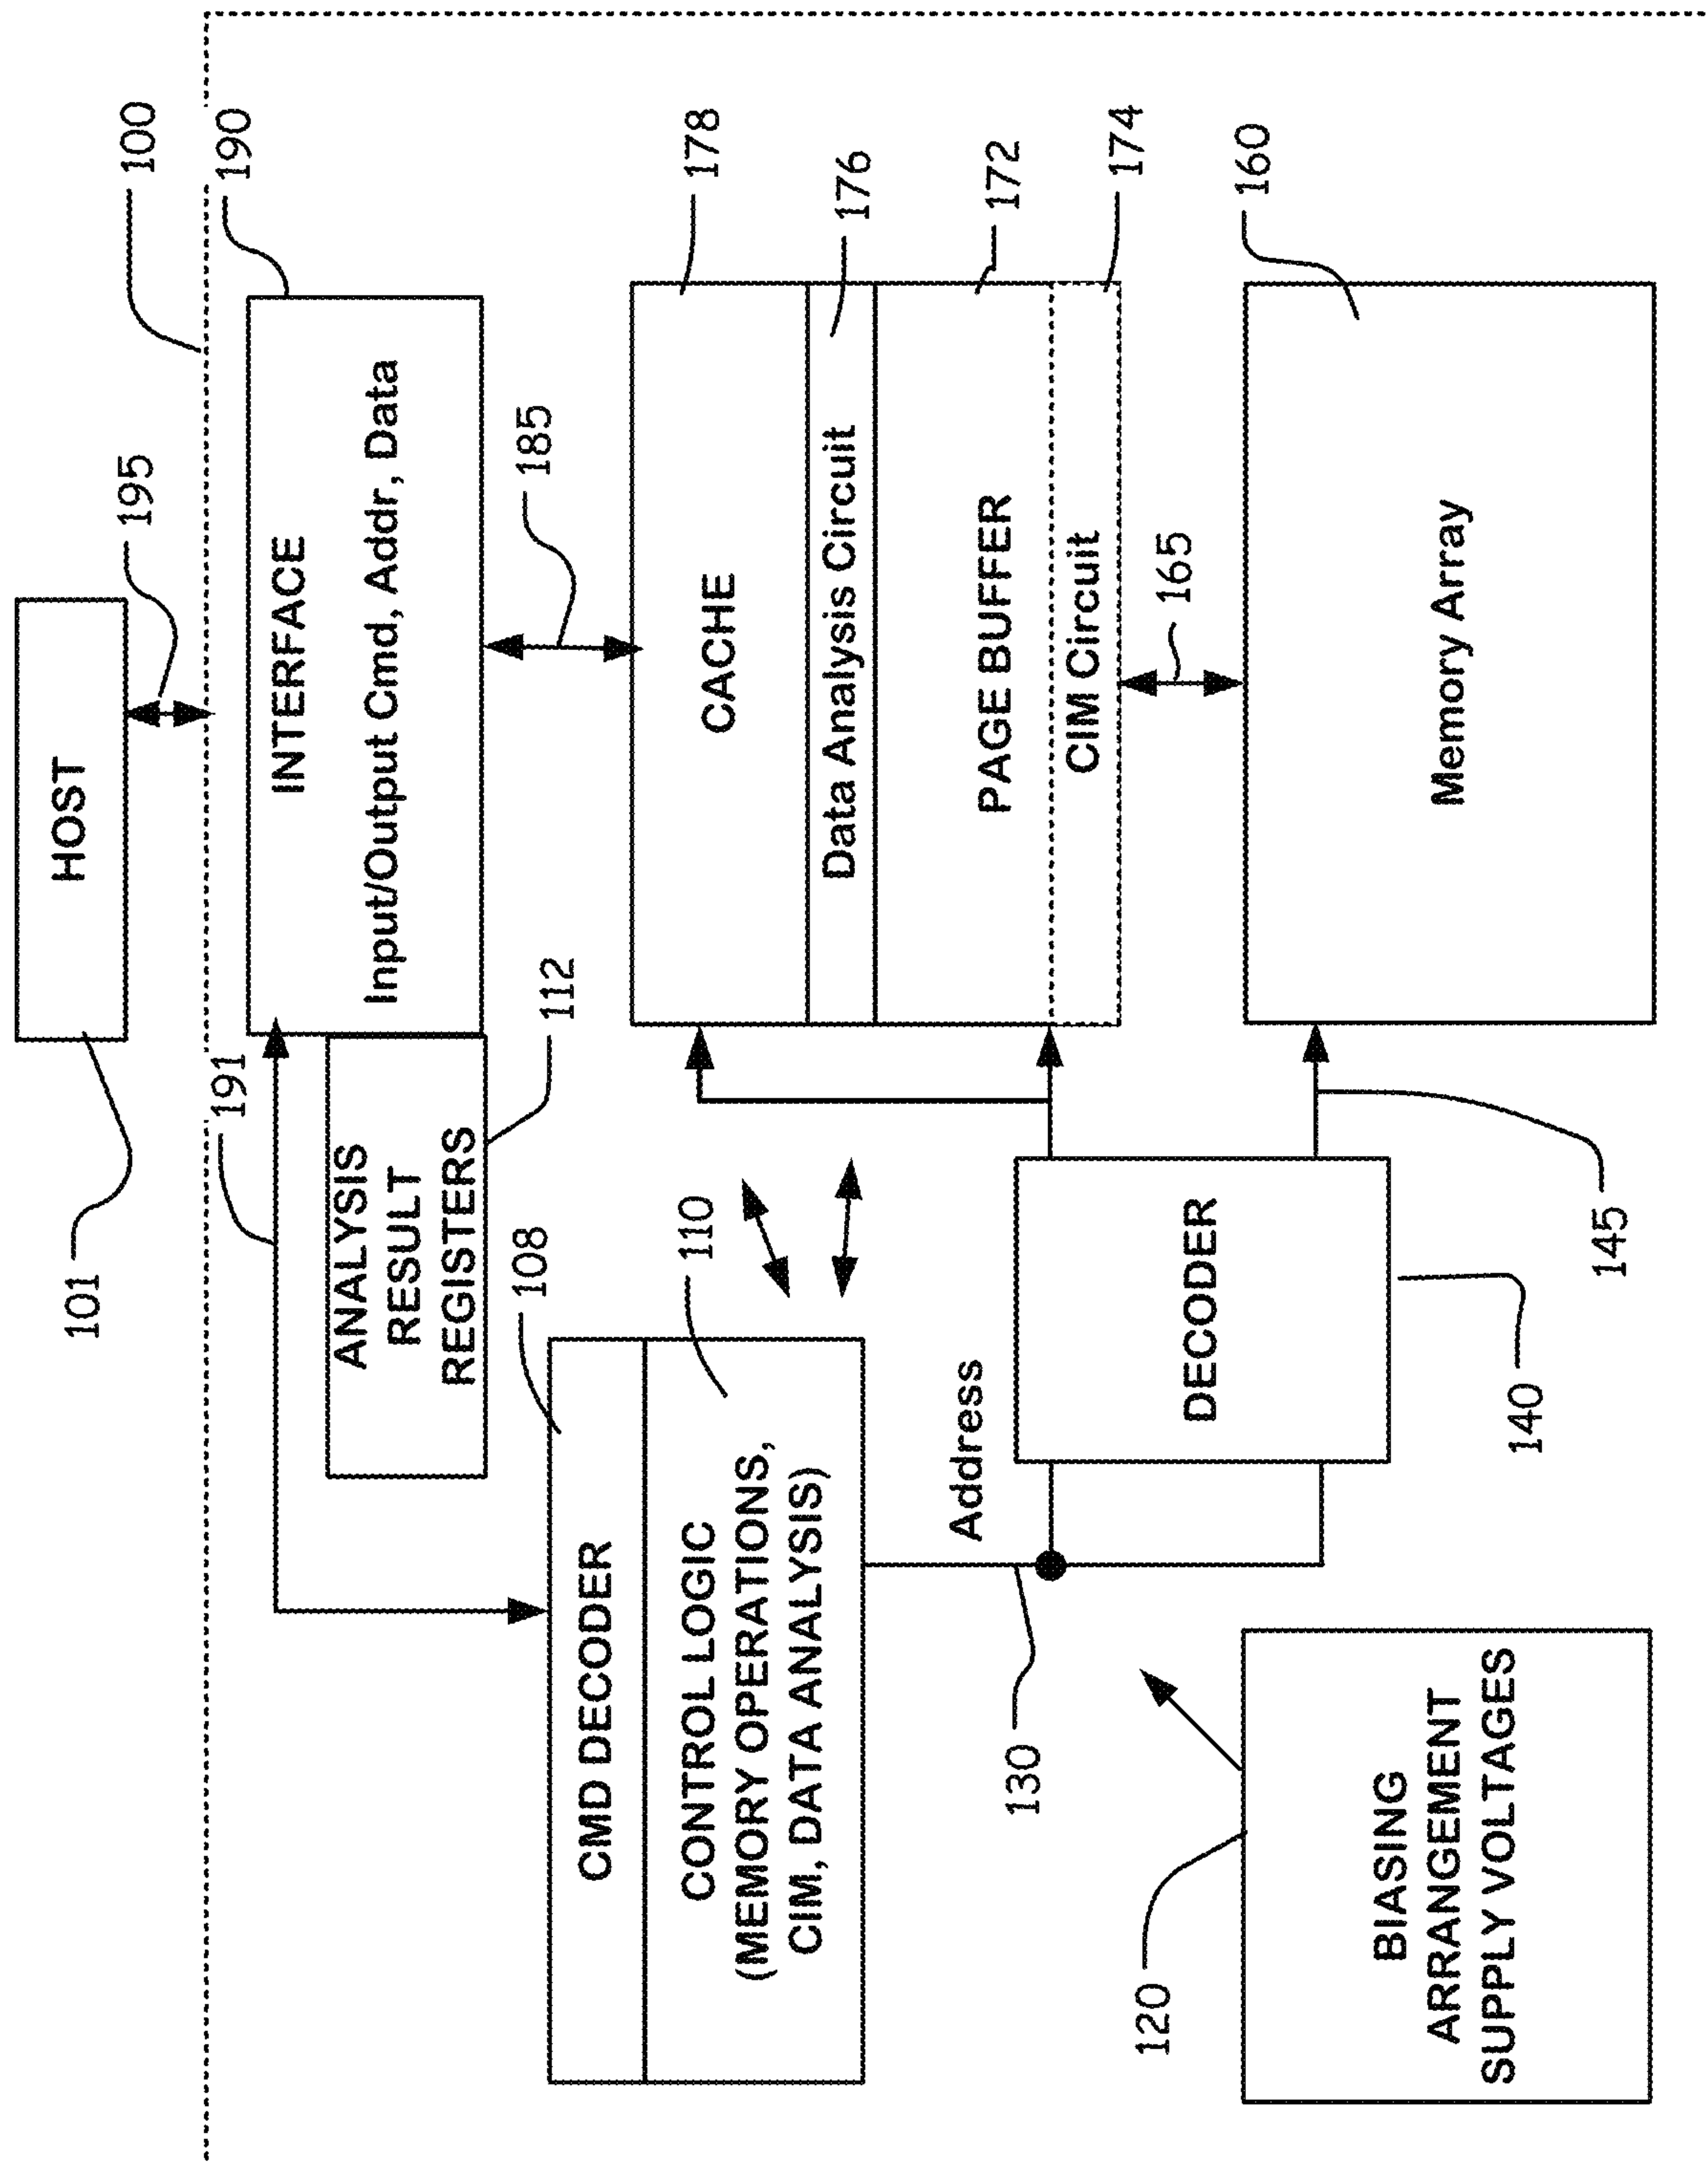 HOST
101
195
100
191
190
INTERFACE
Input/Output Cmd, Addr, Data
ANALYSIS
RESULT
REGISTERS
112
185
108
CMD DECODER
110
CONTROL LOGIC
(MEMORY OPERATIONS,
CIM, DATA ANALYSIS)
178
CACHE
176
Data Analysis Circuit
172
PAGE BUFFER
174
CIM Circuit
Address
130
DECODER
140
145
165
160
Memory Array
120
BIASING
ARRANGEMENT
SUPPLY VOLTAGES